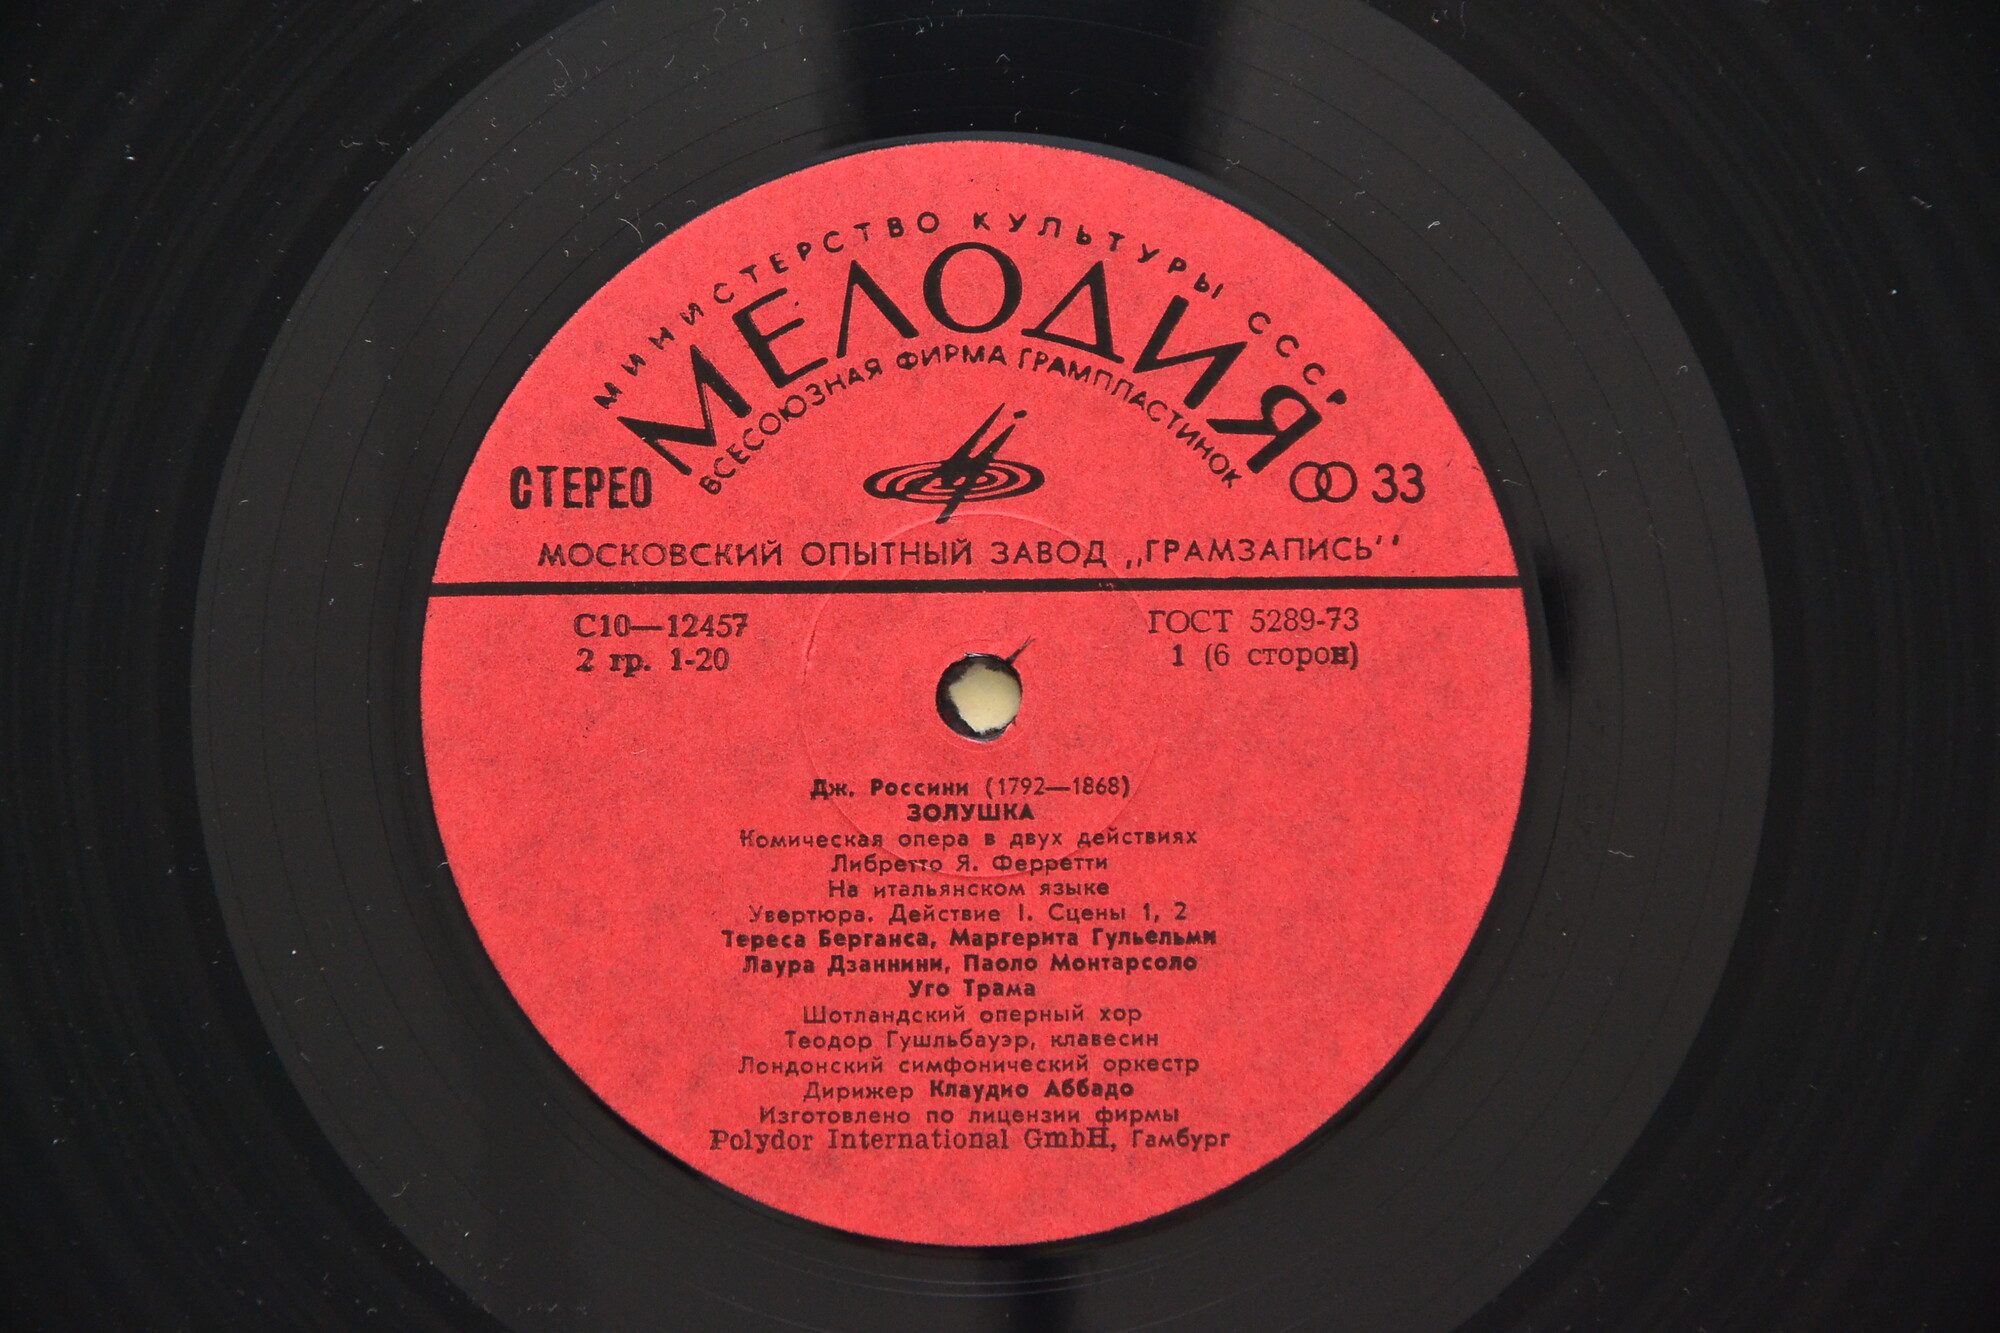 МИНИСТЕРСТВО КУЛЬТУРЫ СССР
МЕЛОДИЯ
ВСЕСОЮЗНАЯ ФИРМА ГРАМПЛАСТИНОК
СТЕРЕО
33
МОСКОВСКИЙ ОПЫТНЫЙ ЗАВОД „ГРАМЗАПИСЬ"
С10—12457
ГОСТ 5289-73
2 гр. 1-20
1 (6 сторон)
Дж. Россини (1792—1868)
ЗОЛУШКА
Комическая опера в двух действиях
Либретто Я. Ферретти
На итальянском языке
Увертюра. Действие I. Сцены 1, 2
Тереса Берганса, Маргерита Гульельми
Лаура Дзаннини, Паоло Монтарсоло
Уго Трама
Шотландский оперный хор
Теодор Гушльбауэр, клавесин
Лондонский симфонический оркестр
Дирижер Клаудио Аббадо
Изготовлено по лицензии фирмы
Polydor International GmbH, Гамбург